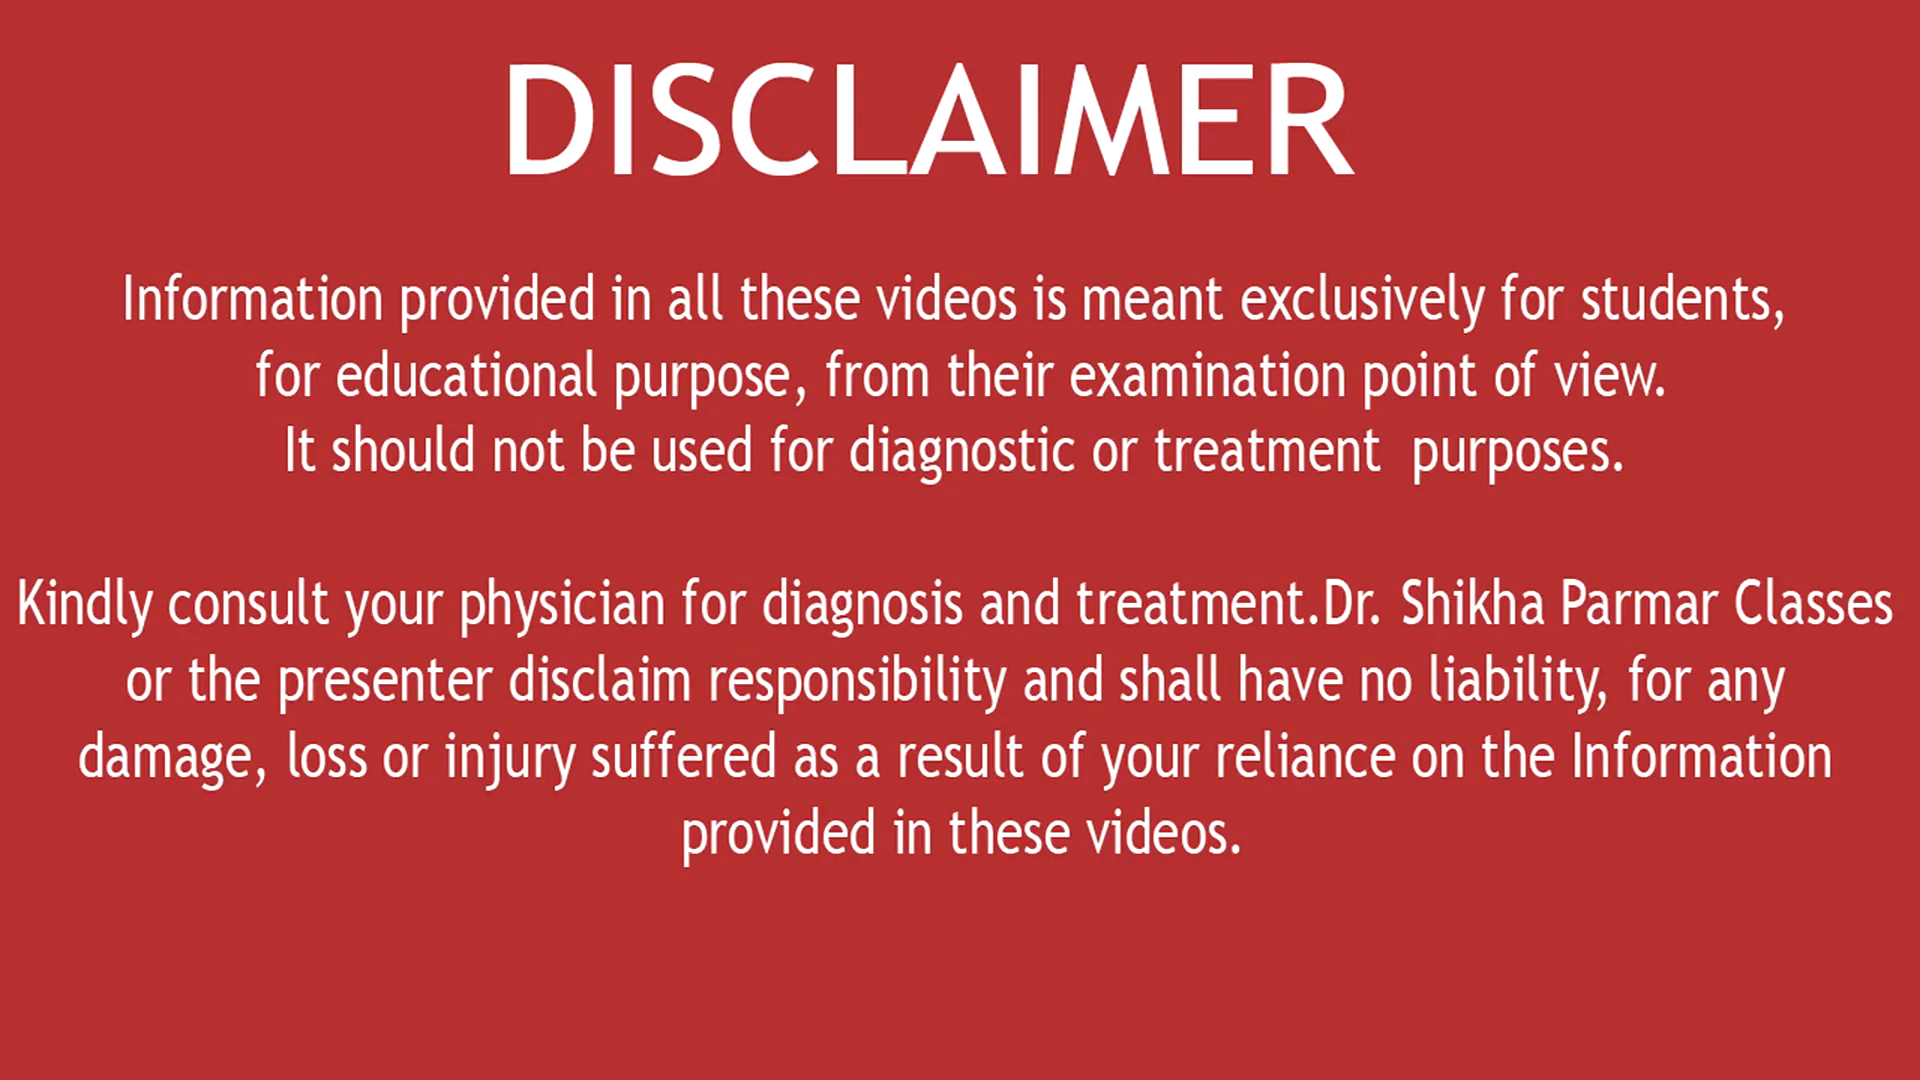 DISCLAIMER
Information provided in all these videos is meant exclusively for students,
for educational purpose, from their examination point of view.
It should not be used for diagnostic or treatment  purposes.
Kindly consult your physician for diagnosis and treatment.Dr. Shikha Parmar Classes
or the presenter disclaim responsibility and shall have no liability, for any
damage, loss or injury suffered as a result of your reliance on the Information
provided in these videos.